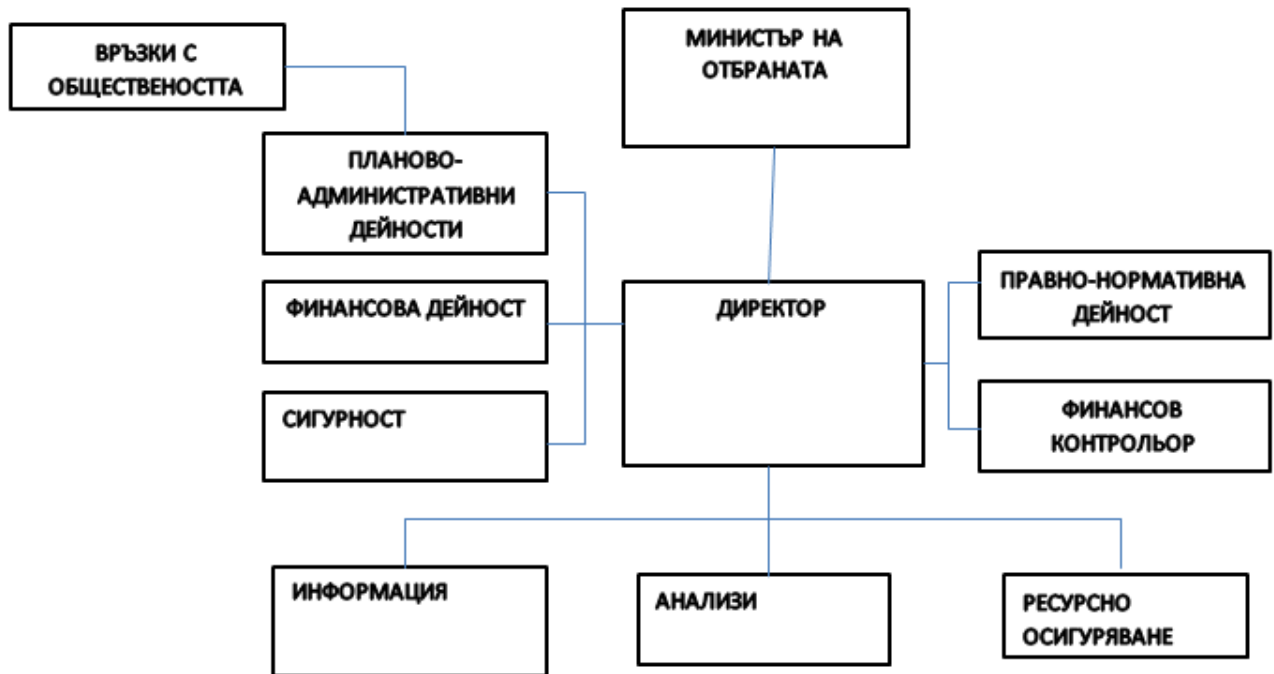 ВРЪЗКИ С
ОБЩЕСТВЕНОСТТА
МИНИСТЪР НА
ОТБРАНАТА
ПЛАНОВО-
АДМИНИСТРАТИВНИ
ДЕЙНОСТИ
ФИНАНСОВА ДЕЙНОСТ
СИГУРНОСТ
ДИРЕКТОР
ПРАВНО-НОРМАТИВНА
ДЕЙНОСТ
ФИНАНСОВ
КОНТРОЛЬОР
ИНФОРМАЦИЯ
АНАЛИЗИ
РЕСУРСНО
ОСИГУРЯВАНЕ